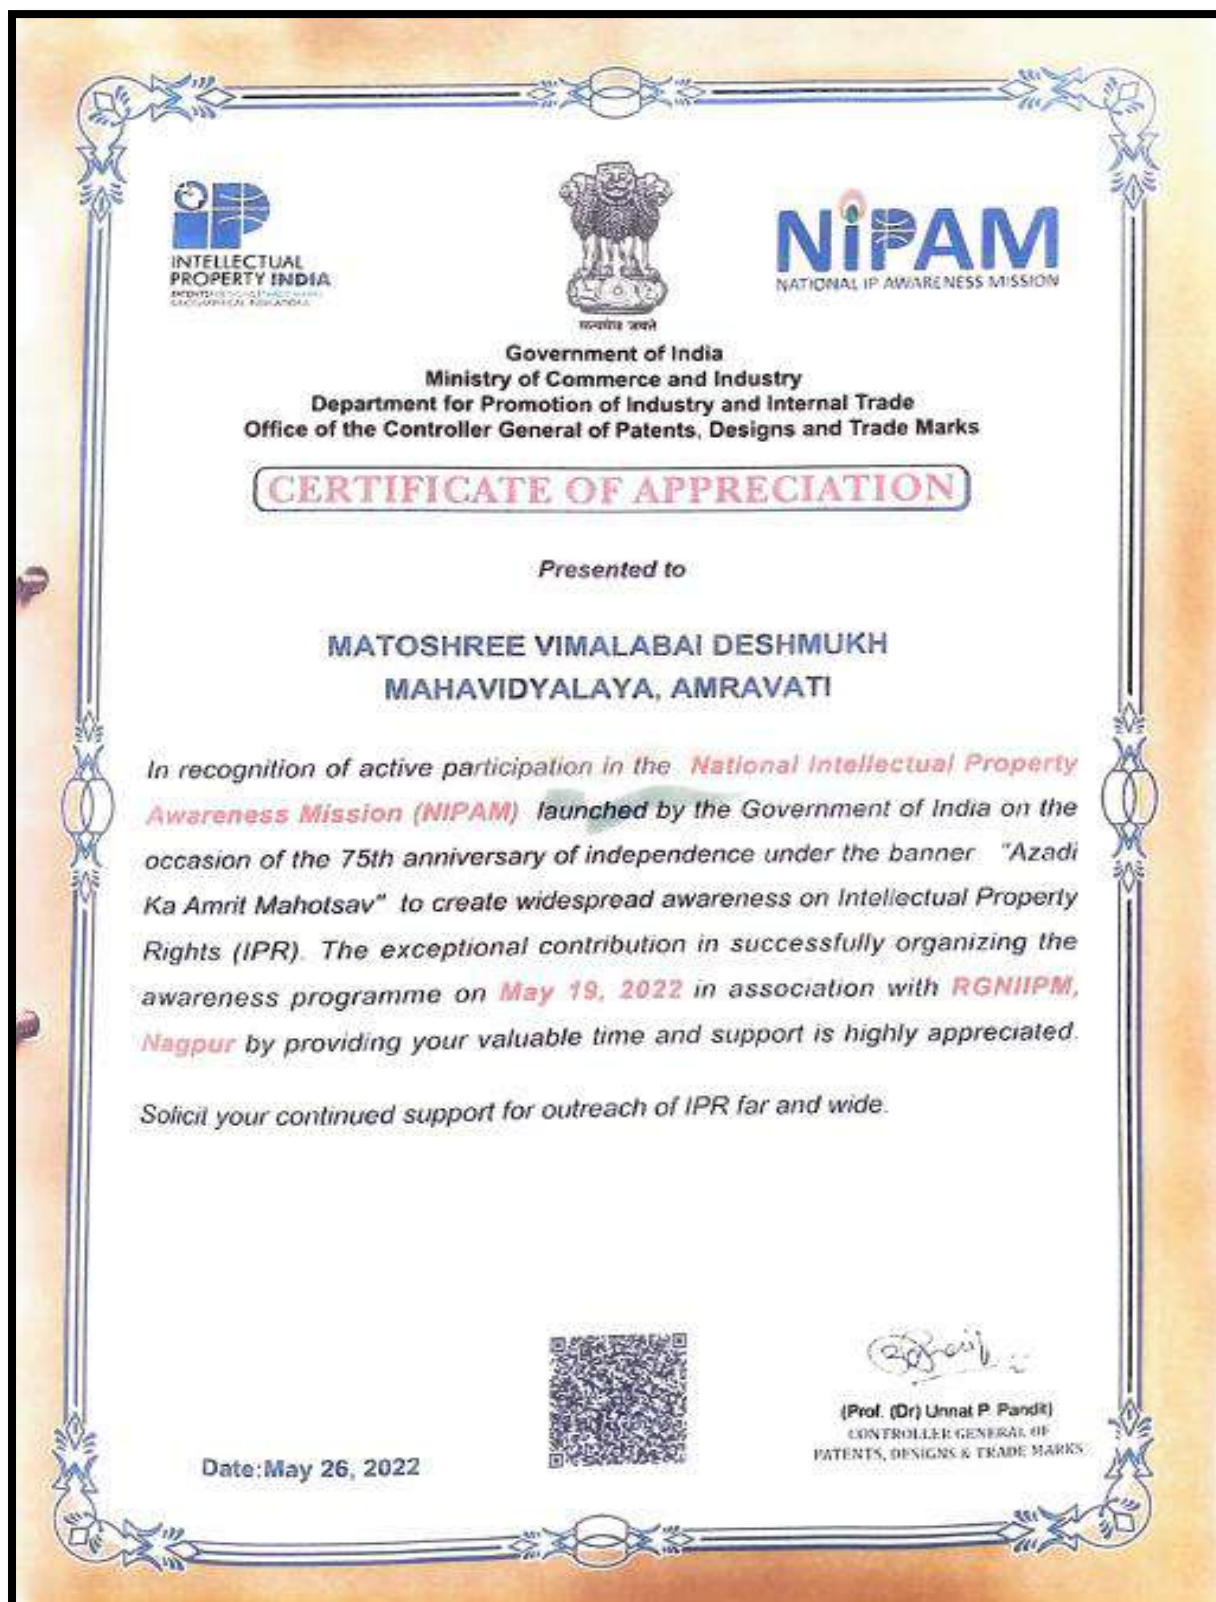 iP
INTELLECTUAL
PROPERTY INDIA
NiPAM
NATIONAL IP AWARENESS MISSION
सत्यमेव जयते
Government of India
Ministry of Commerce and Industry
Department for Promotion of Industry and Internal Trade
Office of the Controller General of Patents, Designs and Trade Marks
CERTIFICATE OF APPRECIATION
Presented to
MATOSHREE VIMALABAI DESHMUKH
MAHAVIDYALAYA, AMRAVATI
In recognition of active participation in the National Intellectual Property
Awareness Mission (NIPAM) launched by the Government of India on the
occasion of the 75th anniversary of independence under the banner "Azadi
Ka Amrit Mahotsav" to create widespread awareness on Intellectual Property
Rights (IPR). The exceptional contribution in successfully organizing the
awareness programme on May 19, 2022 in association with RGNIIPM,
Nagpur by providing your valuable time and support is highly appreciated.
Solicit your continued support for outreach of IPR far and wide.
(Prof. (Dr) Unnat P. Pandit)
CONTROLLER GENERAL OF
PATENTS, DESIGNS & TRADE MARKS
Date:May 26, 2022